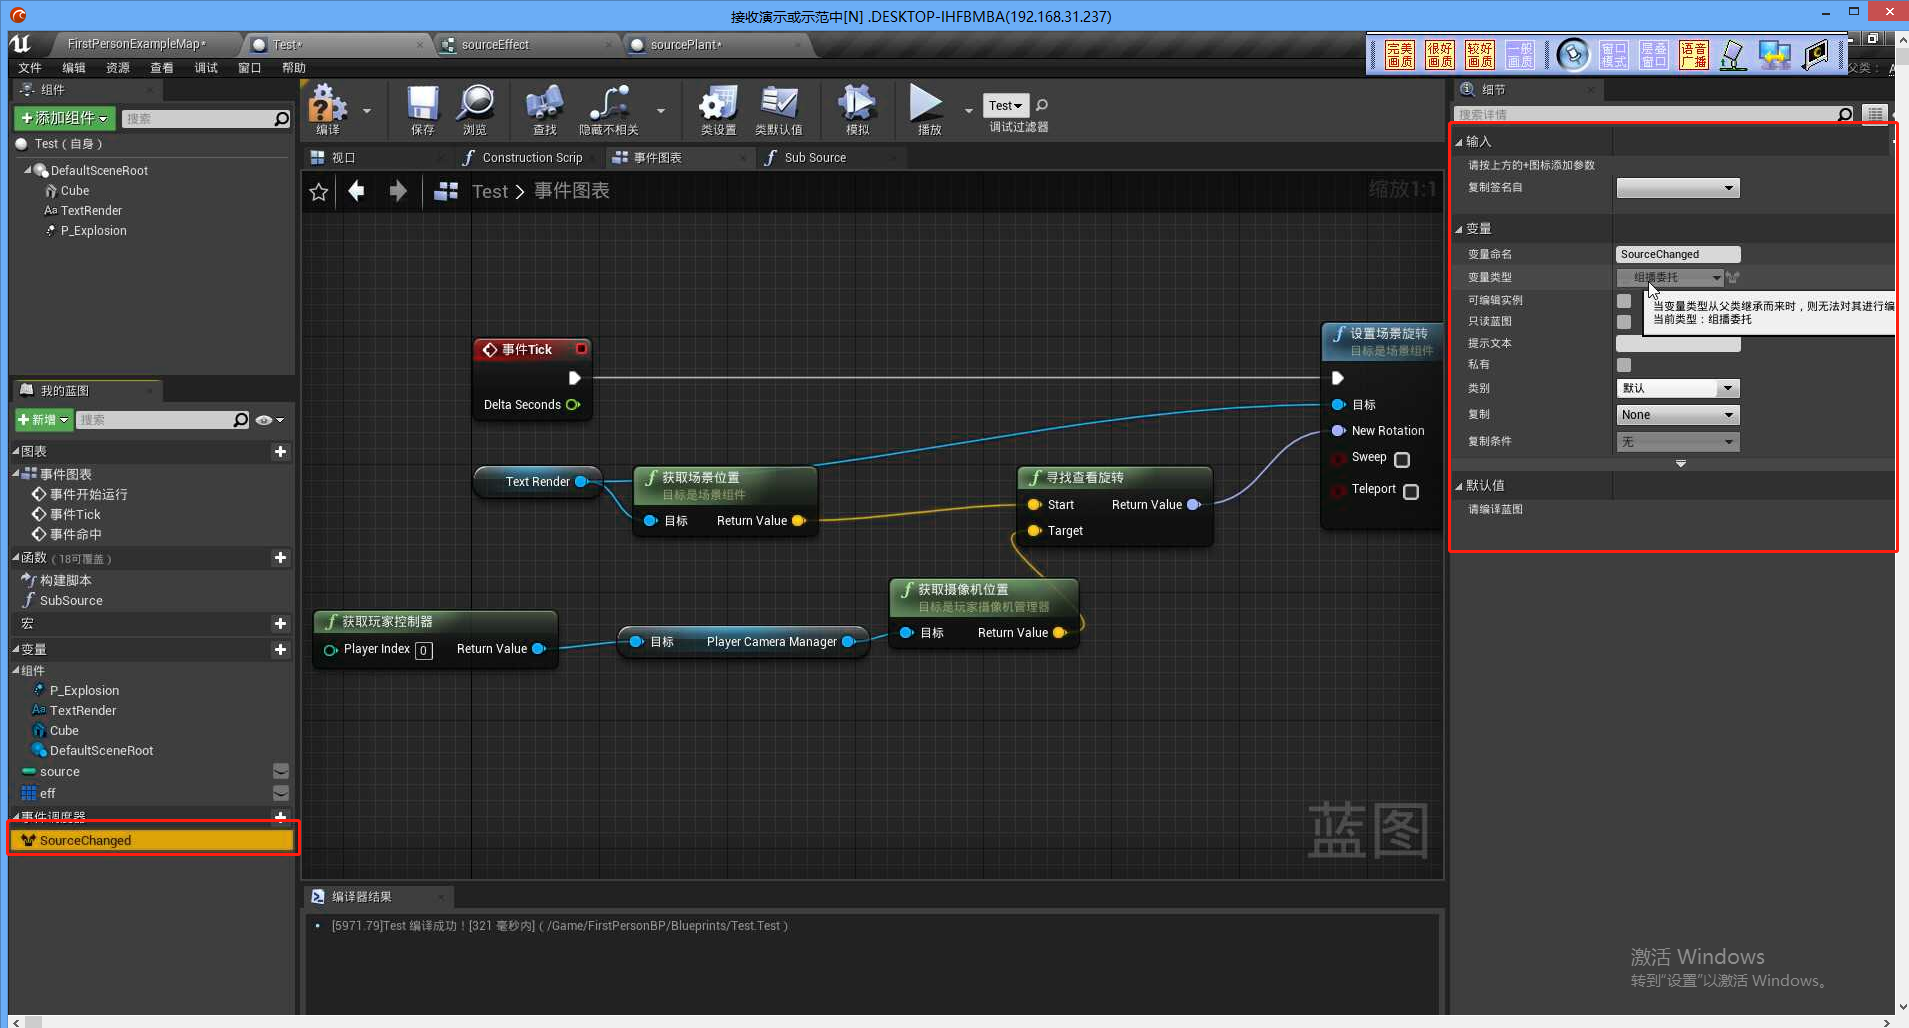 接收演示或示范中[N] .DESKTOP-IHFBMBA(192.168.31.237)
FirstPersonExampleMap*
Test*
sourceEffect
sourcePlant*
文件 编辑 资源 查看 调试 窗口 帮助
完美画质
很好画质
较好画质
一般画质
窗口模式
层叠窗口
语音广播
父类：
组件
+添加组件
搜索
Test（自身）
DefaultSceneRoot
Cube
TextRender
P_Explosion
编译
保存
浏览
查找
隐藏不相关
类设置
类默认值
模拟
播放
Test
调试过滤器
视口
Construction Scrip
事件图表
Sub Source
Test > 事件图表
缩放1:1
事件Tick
Delta Seconds
设置场景旋转
目标是场景组件
目标
New Rotation
Sweep
Teleport
Text Render
获取场景位置
目标是场景组件
目标
Return Value
寻找查看旋转
Start
Return Value
Target
获取摄像机位置
目标是玩家摄像机管理器
目标
Return Value
获取玩家控制器
Player Index 0
Return Value
目标
Player Camera Manager
蓝图
我的蓝图
+新增
搜索
图表
事件图表
事件开始运行
事件Tick
事件命中
函数（18可覆盖）
构建脚本
SubSource
宏
变量
组件
P_Explosion
TextRender
Cube
DefaultSceneRoot
source
eff
事件调度器
SourceChanged
编译器结果
[5971.79]Test 编译成功！[321 毫秒内]（/Game/FirstPersonBP/Blueprints/Test.Test）
细节
搜索详情
输入
请按上方的+图标添加参数
复制签名自
变量
变量命名
SourceChanged
变量类型
组播委托
当变量类型从父类继承而来时，则无法对其进行编
当前类型：组播委托
可编辑实例
只读蓝图
提示文本
私有
类别
默认
复制
None
复制条件
无
默认值
请编译蓝图
激活 Windows
转到"设置"以激活 Windows。